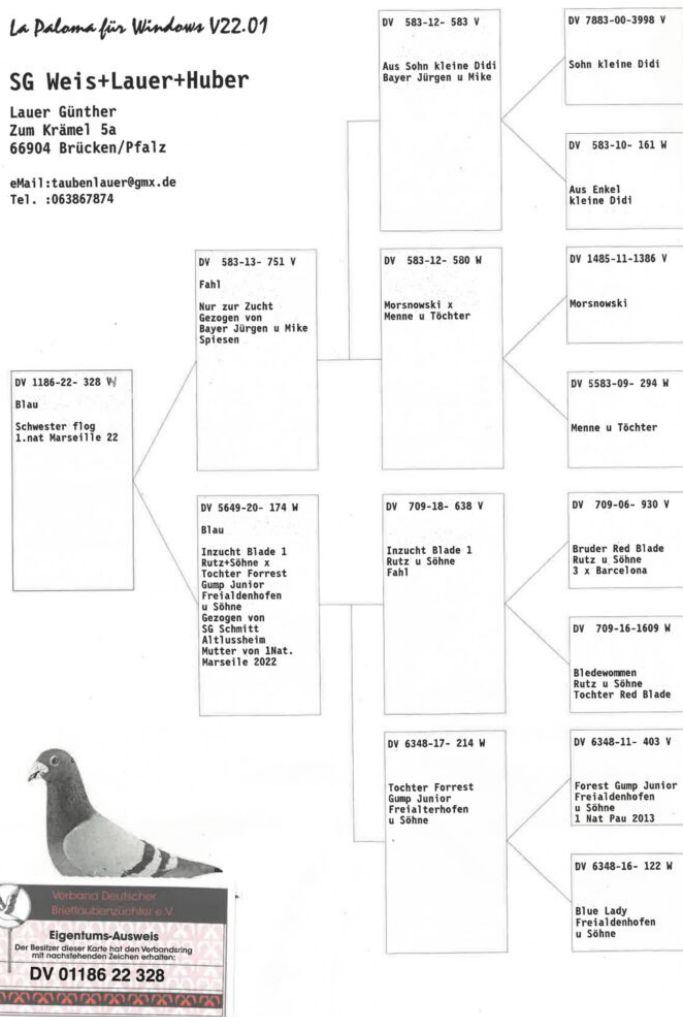 La Paloma für Windows V22.01
SG Weis+Lauer+Huber
Lauer Günther
Zum Krämel 5a
66904 Brücken/Pfalz
eMail:taubenlauer@gmx.de
Tel. :063867874
DV 1186-22- 328 W
Blau
Schwester flog
1.nat Marseille 22
DV 583-13- 751 V
Fahl
Nur zur Zucht
Gezogen von
Bayer Jürgen u Mike
Spiesen
DV 5649-20- 174 W
Blau
Inzucht Blade 1
Rutz+Söhne x
Tochter Forrest
Gump Junior
Freialdenhofen
u Söhne
Gezogen von
SG Schmitt
Altlussheim
Mutter von 1Nat.
Marseile 2022
DV 583-12- 583 V
Aus Sohn kleine Didi
Bayer Jürgen u Mike
DV 583-12- 580 W
Morsnowski x
Menne u Töchter
DV 709-18- 638 V
Inzucht Blade 1
Rutz u Söhne
Fahl
DV 6348-17- 214 W
Tochter Forrest
Gump Junior
Freialterhofen
u Söhne
DV 7883-00-3998 V
Sohn kleine Didi
DV 583-10- 161 W
Aus Enkel
kleine Didi
DV 1485-11-1386 V
Morsnowski
DV 5583-09- 294 W
Menne u Töchter
DV 709-06- 930 V
Bruder Red Blade
Rutz u Söhne
3 x Barcelona
DV 709-16-1609 W
Bledewommen
Rutz u Söhne
Tochter Red Blade
DV 6348-11- 403 V
Forest Gump Junior
Freialdenhofen
u Söhne
1 Nat Pau 2013
DV 6348-16- 122 W
Blue Lady
Freialdenhofen
u Söhne
Verband Deutscher
Brieftaubenzüchter e.V.
Eigentums-Ausweis
Der Besitzer dieser Karte hat den Verbandsring
mit nachstehenden Zeichen erhalten:
DV 01186 22 328